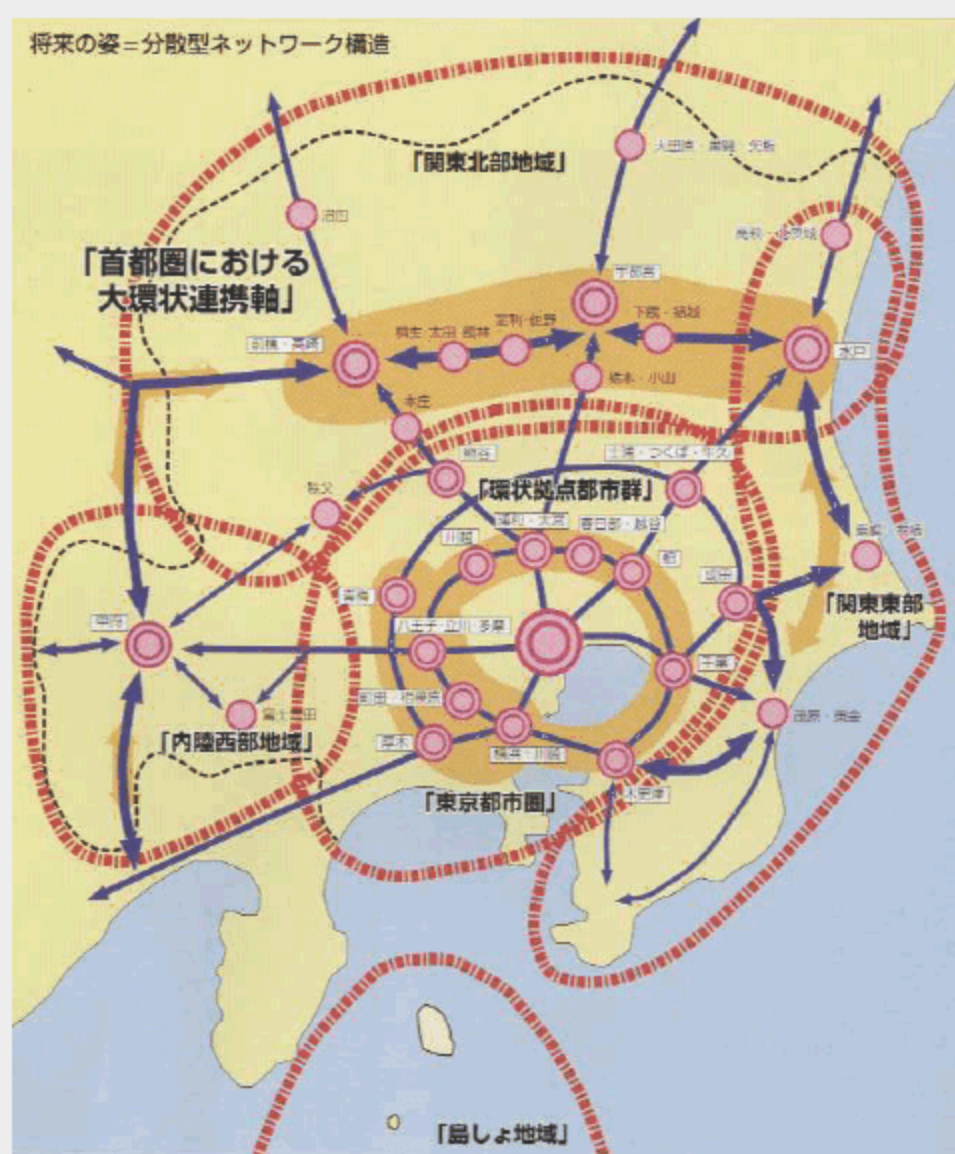 将来の姿=分散型ネットワーク構造
「関東北部地域」
沼田
「首都圏における
大環状連携軸」
宇都宮
下館・結城
前橋・高崎
桐生・太田・館林
足利・佐野
水戸
栃木・小山
本庄
熊谷
土浦・つくば・牛久
秩父
「環状拠点都市群」
浦和・大宮
春日部・越谷
川越
柏
成田
青梅
「関東東部
地域」
甲府
八王子・立川・多摩
千葉
町田・相模原
富士吉田
茂原・東金
「内陸西部地域」
厚木
横浜・川崎
木更津
「東京都市圏」
「島しょ地域」